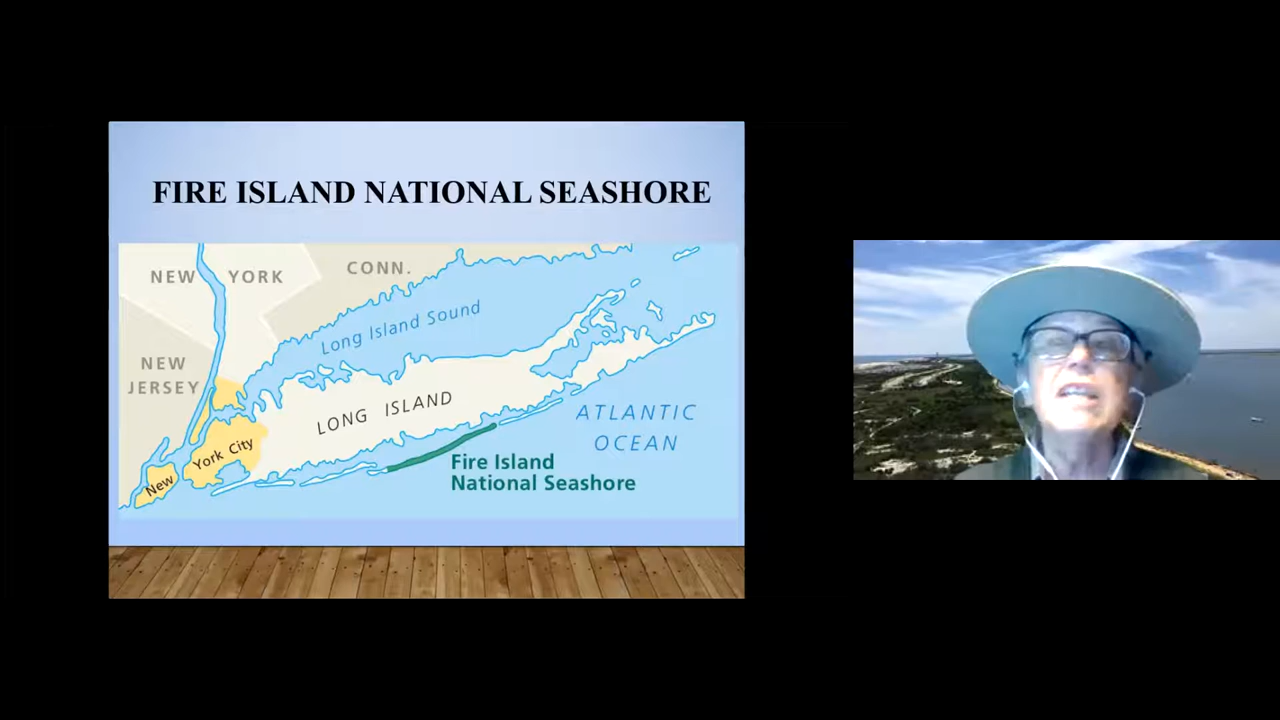 FIRE ISLAND NATIONAL SEASHORE
NEW YORK
CONN.
Long Island Sound
NEW
JERSEY
LONG ISLAND
ATLANTIC
OCEAN
York City
New
Fire Island
National Seashore